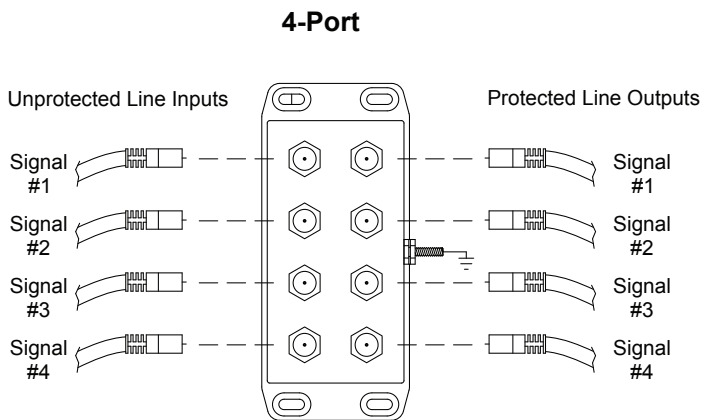 4-Port
Unprotected Line Inputs
Protected Line Outputs
Signal
#1
Signal
#1
Signal
#2
Signal
#2
Signal
#3
Signal
#3
Signal
#4
Signal
#4